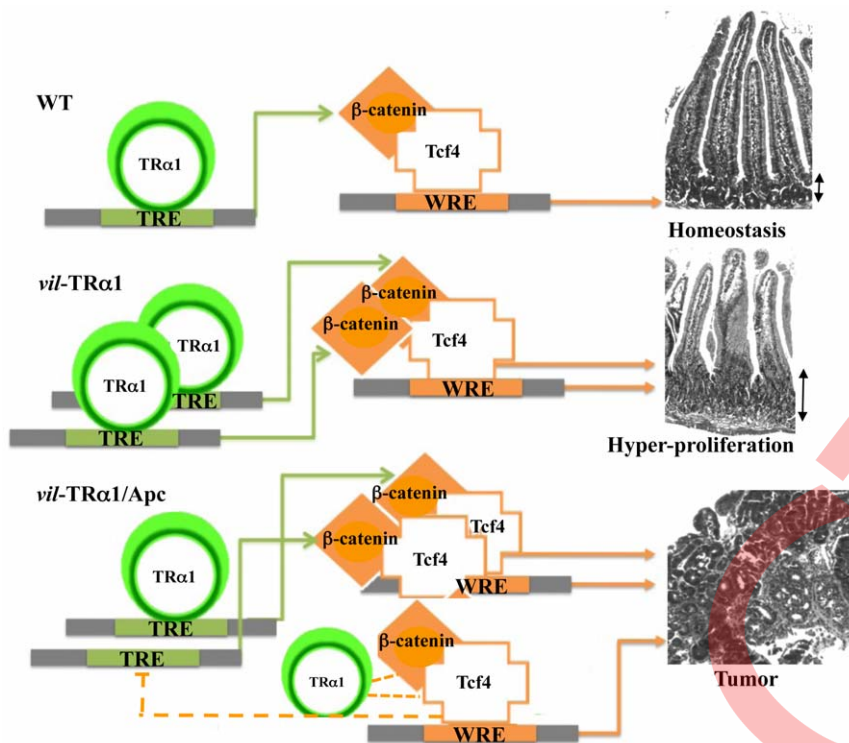 WT
TRα1
TRE
β-catenin
Tcf4
WRE
Homeostasis
vil-TRα1
TRα1
TRα1
TRE
TRE
β-catenin
β-catenin
Tcf4
WRE
Hyper-proliferation
vil-TRα1/Apc
TRα1
TRE
TRE
β-catenin
β-catenin
Tcf4
Tcf4
WRE
TRα1
β-catenin
Tcf4
WRE
Tumor